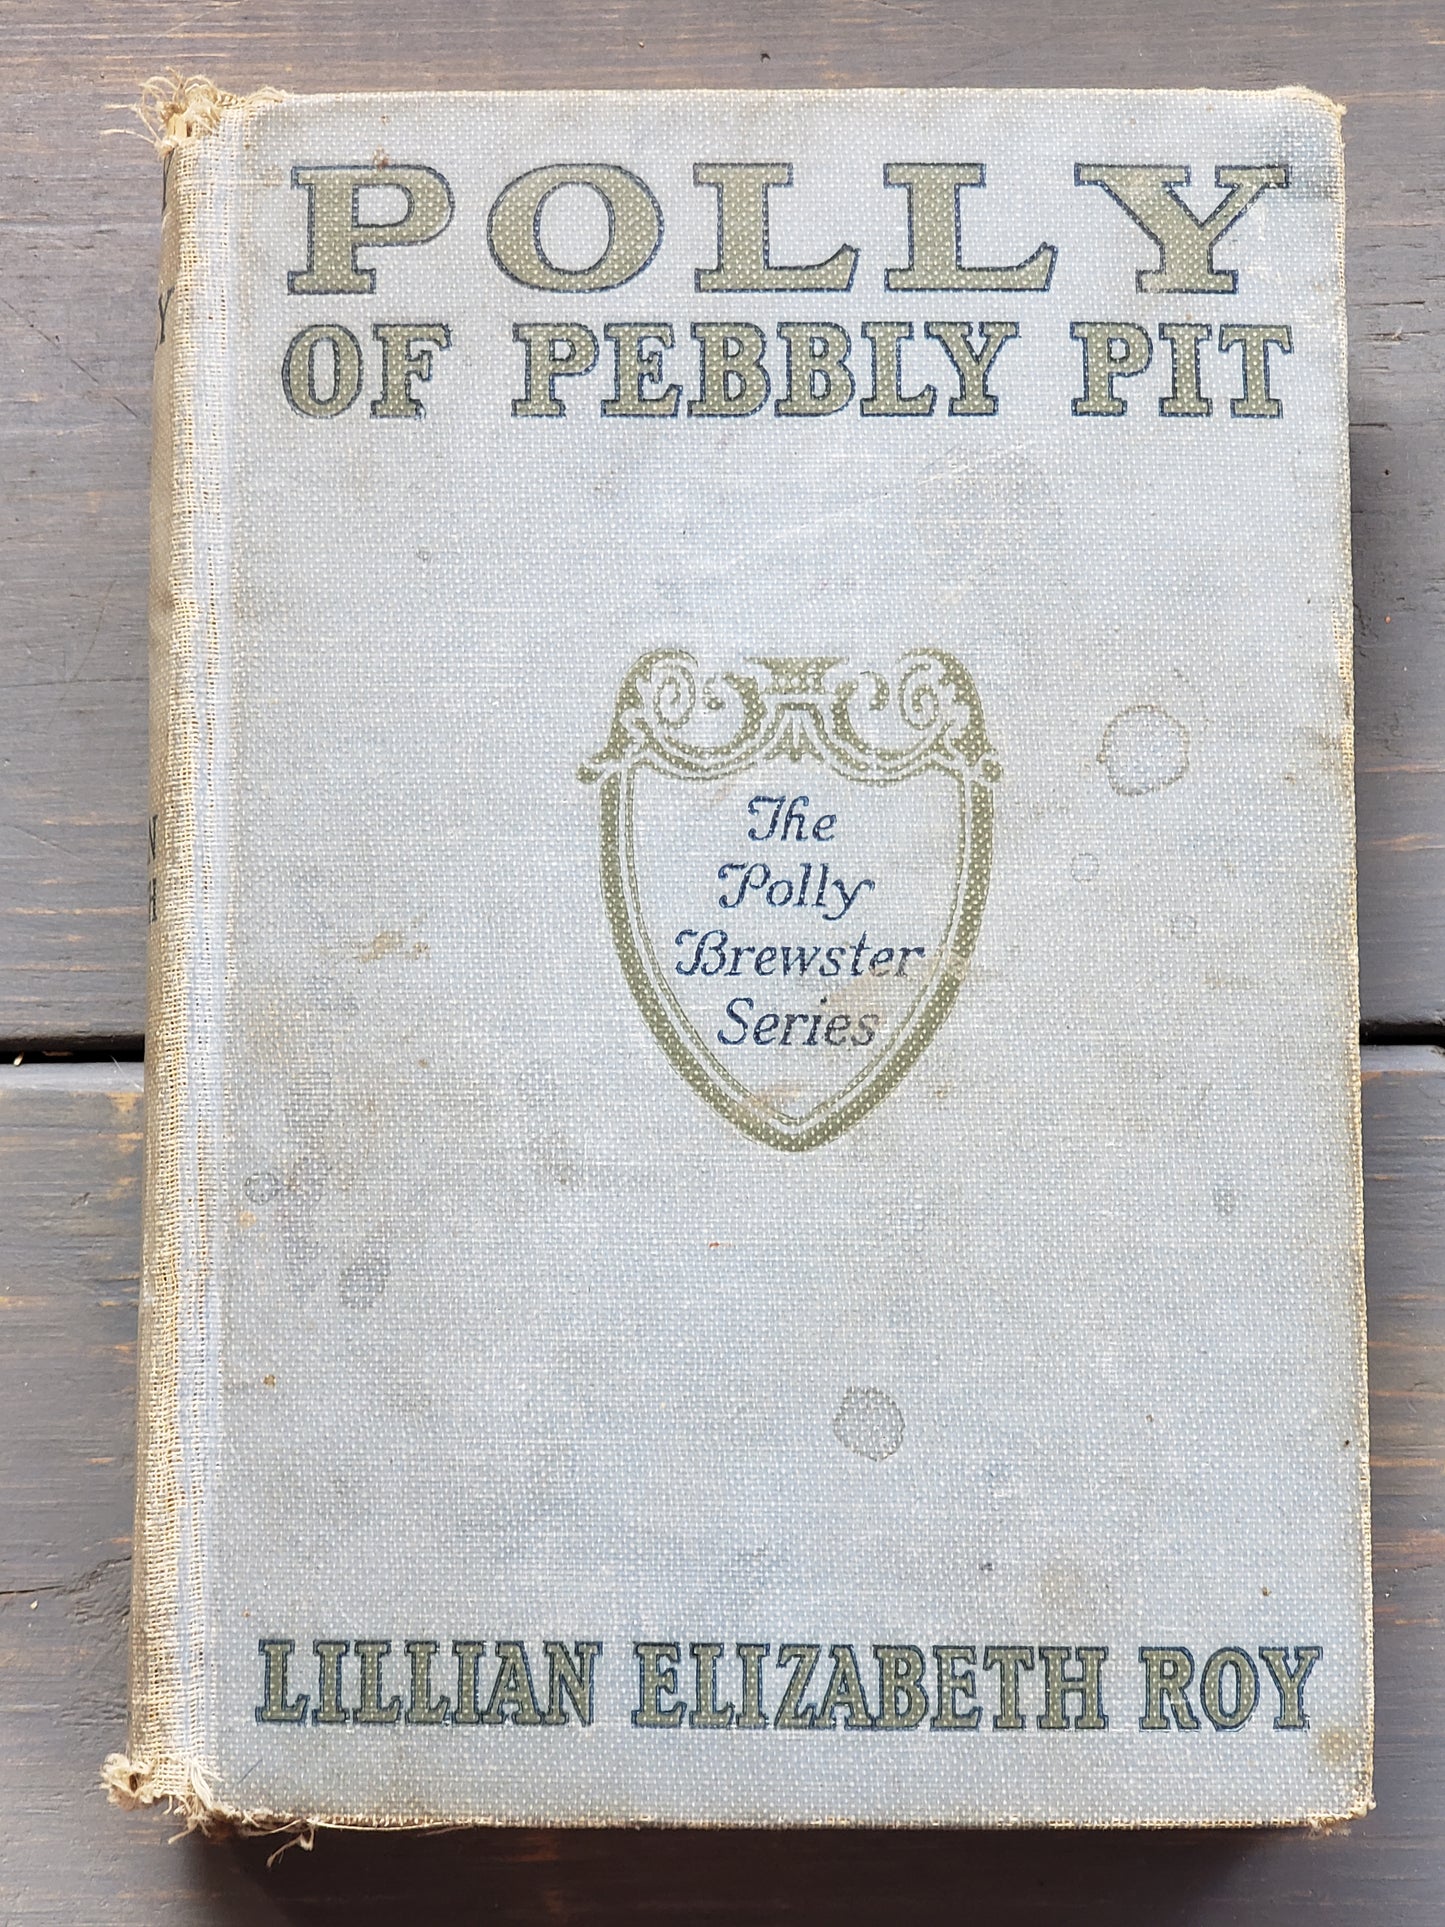 POLLY
OF PEBBLY PIT
The
Polly
Brewster
Series
LILLIAN ELIZABETH ROY